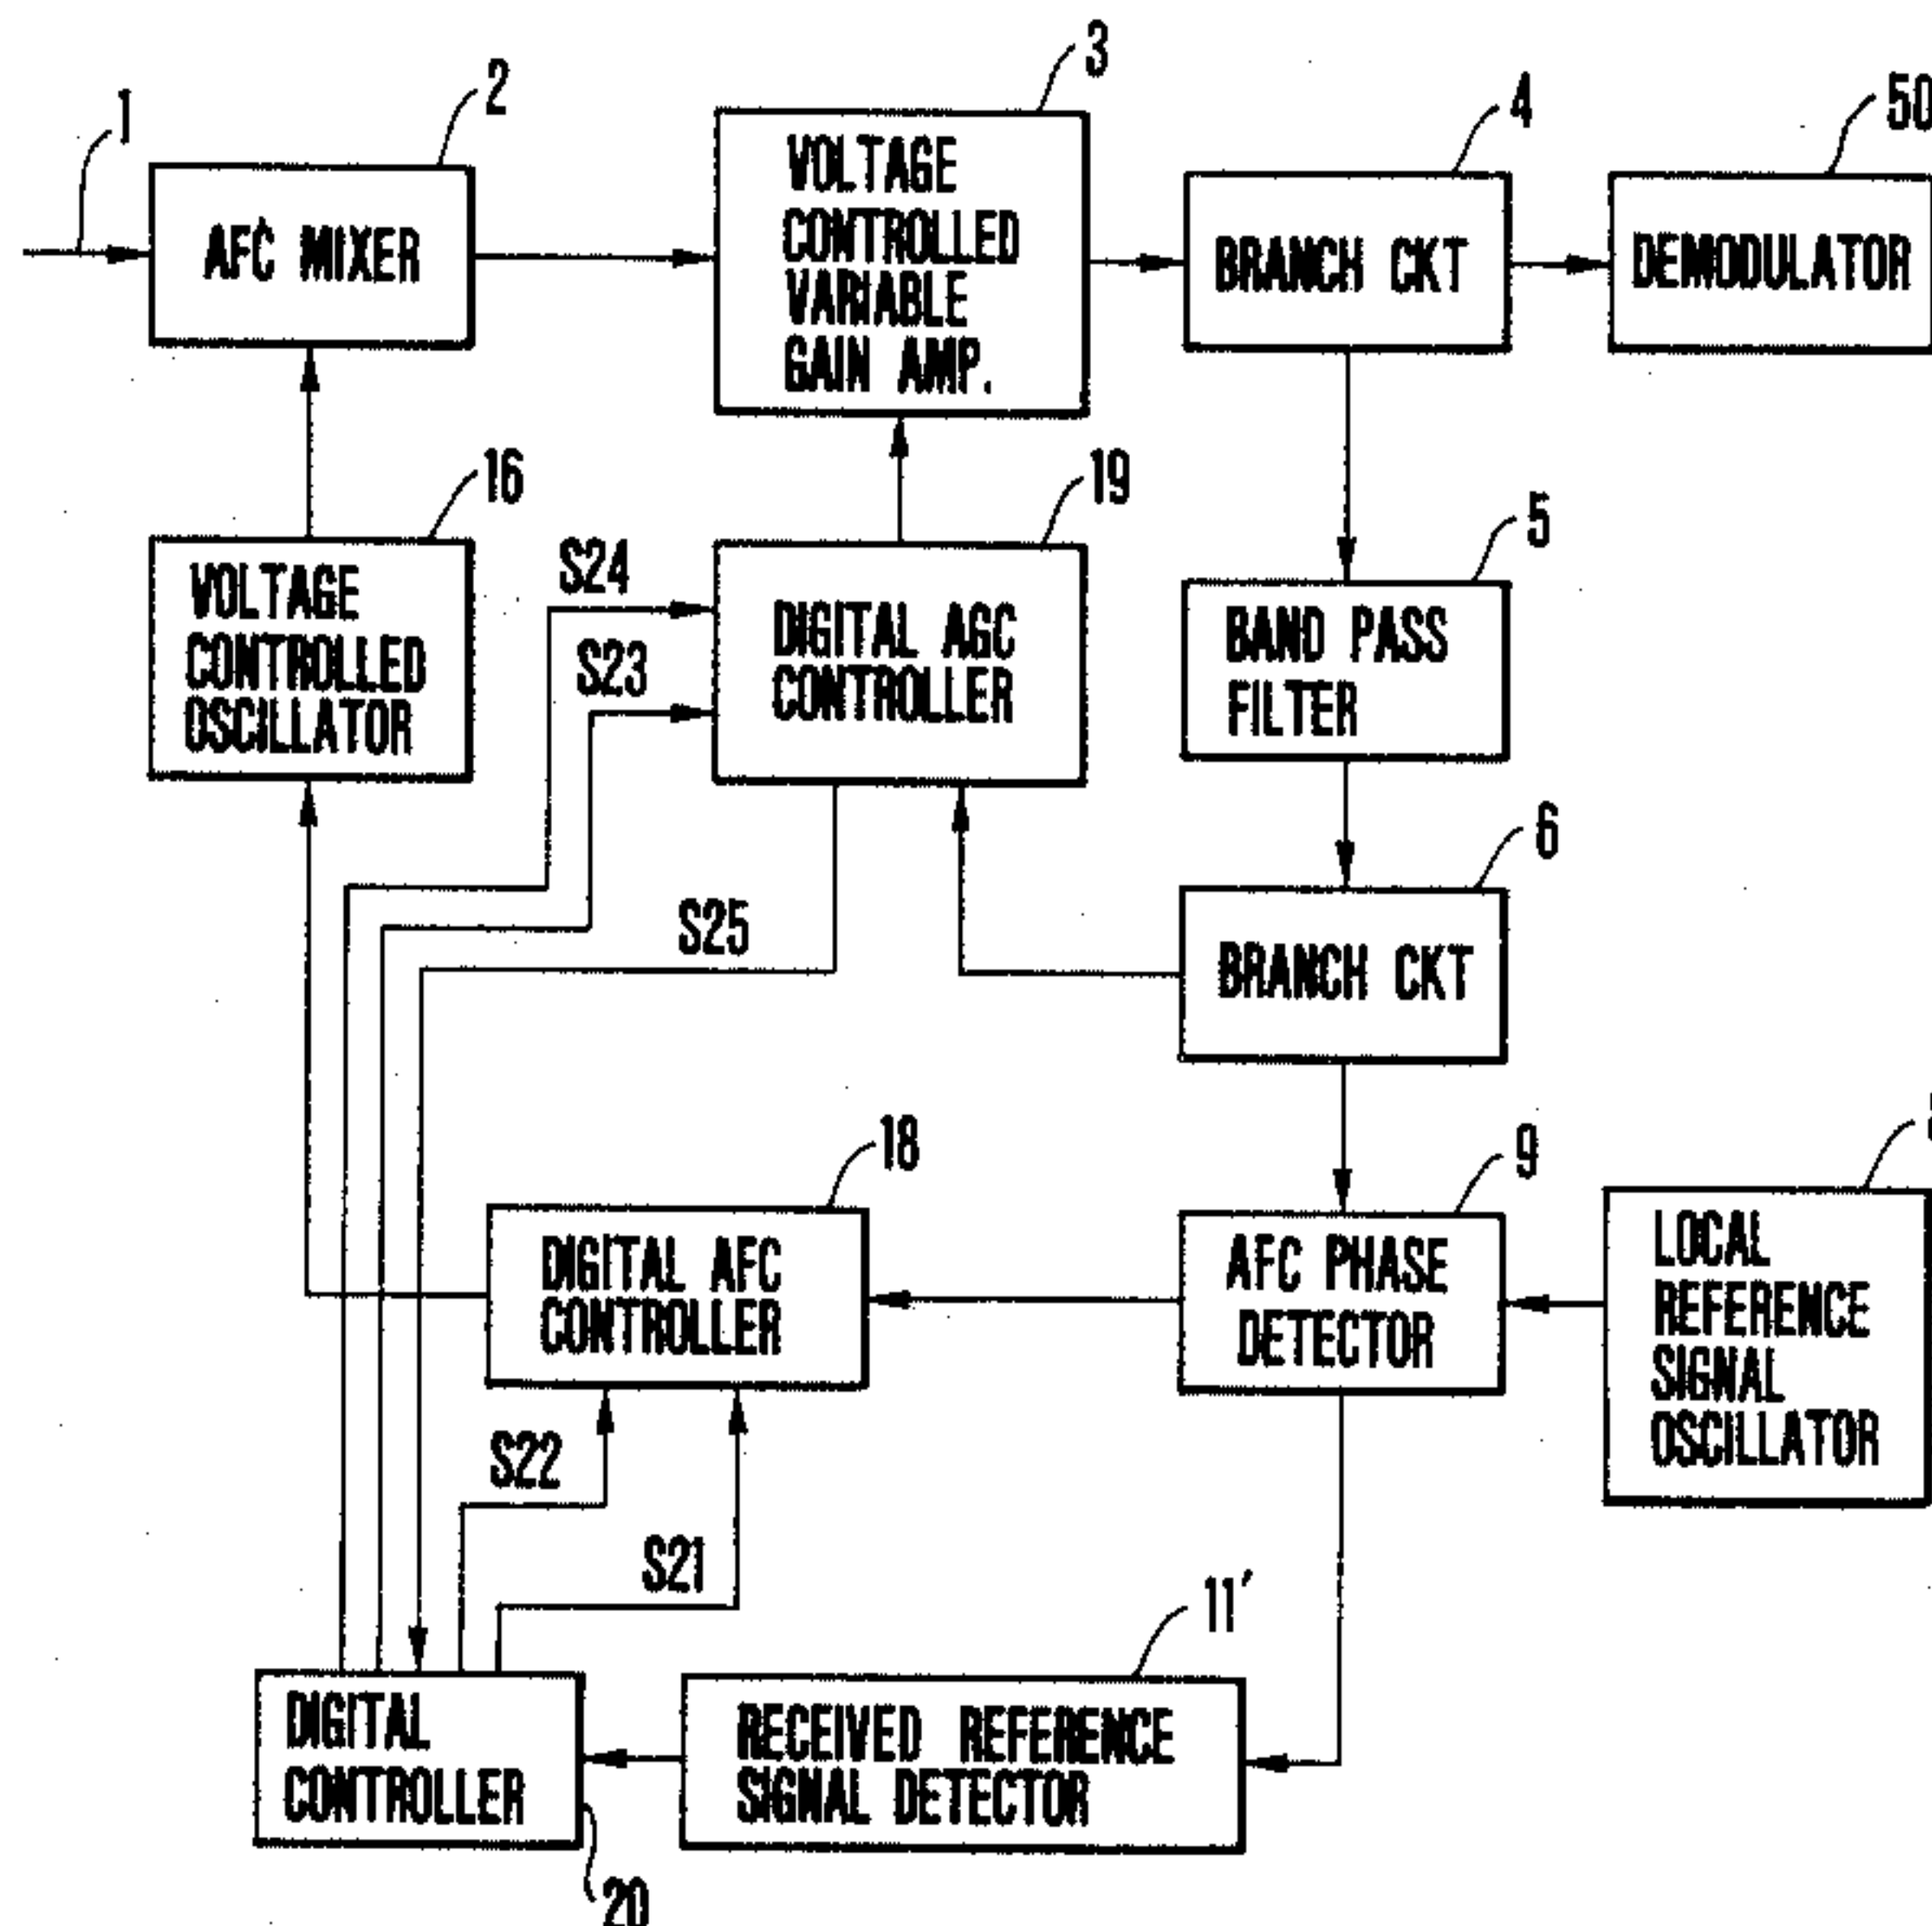 1
2
3
4
50
AFC MIXER
VOLTAGE
CONTROLLED
VARIABLE
GAIN AMP.
BRANCH CKT
DEMODULATOR
16
19
5
VOLTAGE
CONTROLLED
OSCILLATOR
S24
S23
DIGITAL AGC
CONTROLLER
BAND PASS
FILTER
6
S25
BRANCH CKT
18
9
DIGITAL AFC
CONTROLLER
AFC PHASE
DETECTOR
LOCAL
REFERENCE
SIGNAL
OSCILLATOR
S22
S21
11'
DIGITAL
CONTROLLER
RECEIVED REFERENCE
SIGNAL DETECTOR
20